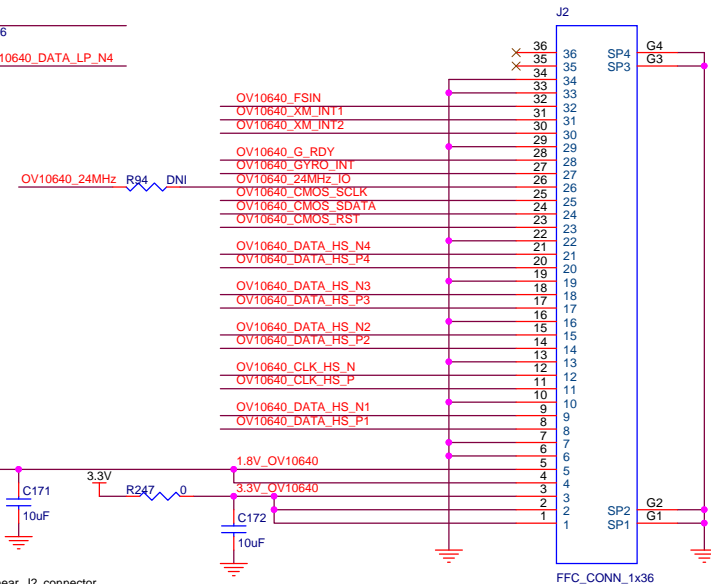 J2
6
10640_DATA_LP_N4
36 36 SP4 G4
35 35 SP3 G3
34 34
33 33
OV10640_FSIN 32 32
OV10640_XM_INT1 31 31
OV10640_XM_INT2 30 30
29 29
OV10640_G_RDY 28 28
OV10640_GYRO_INT 27 27
OV10640_24MHz R94 DNI OV10640_24MHz_IO 26 26
OV10640_CMOS_SCLK 25 25
OV10640_CMOS_SDATA 24 24
OV10640_CMOS_RST 23 23
22 22
OV10640_DATA_HS_N4 21 21
OV10640_DATA_HS_P4 20 20
19 19
OV10640_DATA_HS_N3 18 18
OV10640_DATA_HS_P3 17 17
16 16
OV10640_DATA_HS_N2 15 15
OV10640_DATA_HS_P2 14 14
13 13
OV10640_CLK_HS_N 12 12
OV10640_CLK_HS_P 11 11
10 10
OV10640_DATA_HS_N1 9 9
OV10640_DATA_HS_P1 8 8
7 7
6 6
1.8V_OV10640 5 5
4 4
3.3V R247 0 3.3V_OV10640 3 3
2 2 SP2 G2
1 1 SP1 G1
C171
10uF
C172
10uF
FFC_CONN_1x36
near J2 connector